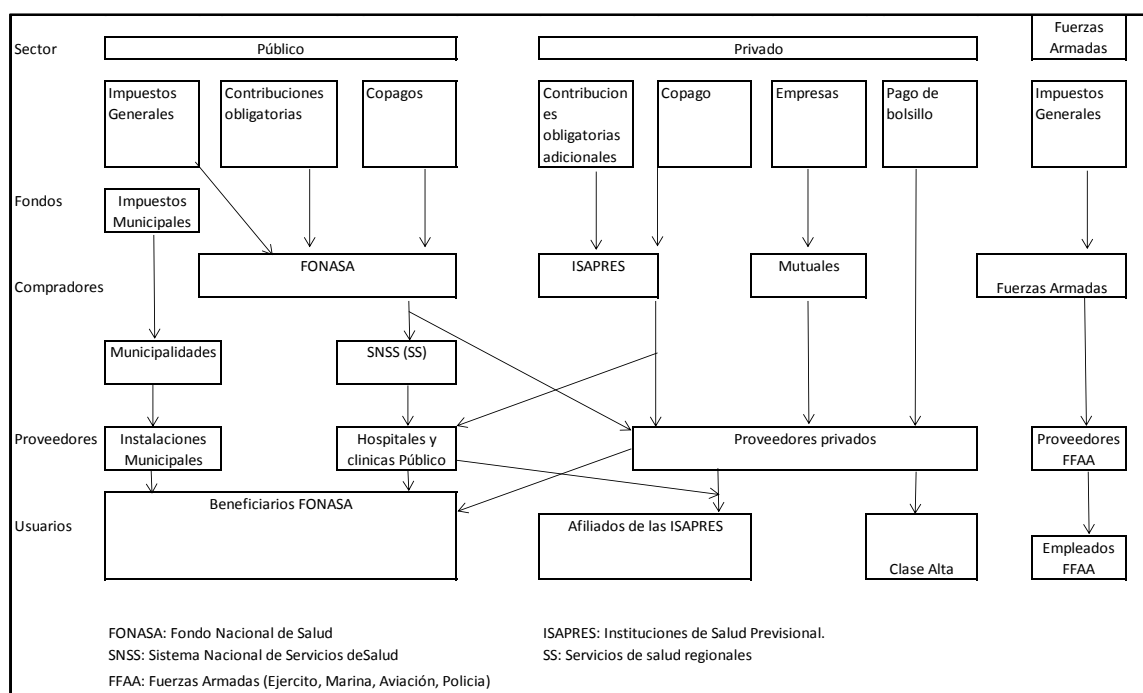 Sector
Público
Privado
Fuerzas
Armadas
Impuestos
Generales
Contribuciones
obligatorias
Copagos
Contribucion
es
obligatorias
adicionales
Copago
Empresas
Pago de
bolsillo
Impuestos
Generales
Fondos
Impuestos
Municipales
Compradores
FONASA
ISAPRES
Mutuales
Fuerzas Armadas
Municipalidades
SNSS (SS)
Proveedores
Instalaciones
Municipales
Hospitales y
clinicas Público
Proveedores privados
Proveedores
FFAA
Usuarios
Beneficiarios FONASA
Afiliados de las ISAPRES
Clase Alta
Empleados
FFAA
FONASA: Fondo Nacional de Salud
ISAPRES: Instituciones de Salud Previsional.
SNSS: Sistema Nacional de Servicios deSalud
SS: Servicios de salud regionales
FFAA: Fuerzas Armadas (Ejercito, Marina, Aviación, Policia)